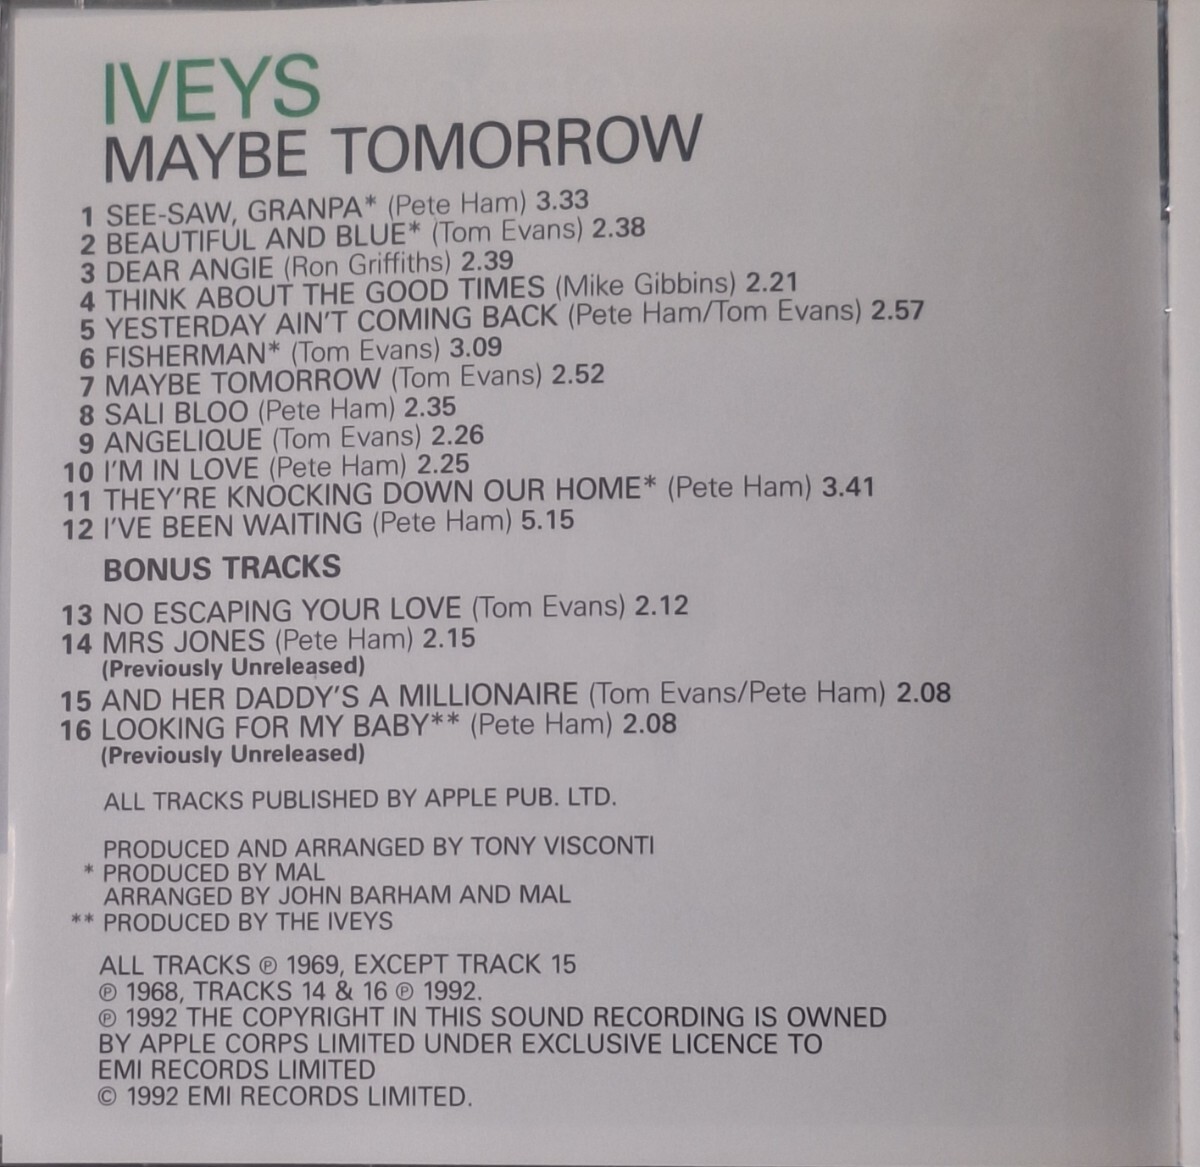 IVEYS
MAYBE TOMORROW
1 SEE-SAW, GRANPA* (Pete Ham) 3.33
2 BEAUTIFUL AND BLUE* (Tom Evans) 2.38
3 DEAR ANGIE (Ron Griffiths) 2.39
4 THINK ABOUT THE GOOD TIMES (Mike Gibbins) 2.21
5 YESTERDAY AIN'T COMING BACK (Pete Ham/Tom Evans) 2.57
6 FISHERMAN* (Tom Evans) 3.09
7 MAYBE TOMORROW (Tom Evans) 2.52
8 SALI BLOO (Pete Ham) 2.35
9 ANGELIQUE (Tom Evans) 2.26
10 I'M IN LOVE (Pete Ham) 2.25
11 THEY'RE KNOCKING DOWN OUR HOME* (Pete Ham) 3.41
12 I'VE BEEN WAITING (Pete Ham) 5.15
BONUS TRACKS
13 NO ESCAPING YOUR LOVE (Tom Evans) 2.12
14 MRS JONES (Pete Ham) 2.15
(Previously Unreleased)
15 AND HER DADDY'S A MILLIONAIRE (Tom Evans/Pete Ham) 2.08
16 LOOKING FOR MY BABY** (Pete Ham) 2.08
(Previously Unreleased)
ALL TRACKS PUBLISHED BY APPLE PUB. LTD.
PRODUCED AND ARRANGED BY TONY VISCONTI
* PRODUCED BY MAL
ARRANGED BY JOHN BARHAM AND MAL
** PRODUCED BY THE IVEYS
ALL TRACKS ℗ 1969, EXCEPT TRACK 15
℗ 1968, TRACKS 14 & 16 ℗ 1992.
℗ 1992 THE COPYRIGHT IN THIS SOUND RECORDING IS OWNED
BY APPLE CORPS LIMITED UNDER EXCLUSIVE LICENCE TO
EMI RECORDS LIMITED
© 1992 EMI RECORDS LIMITED.